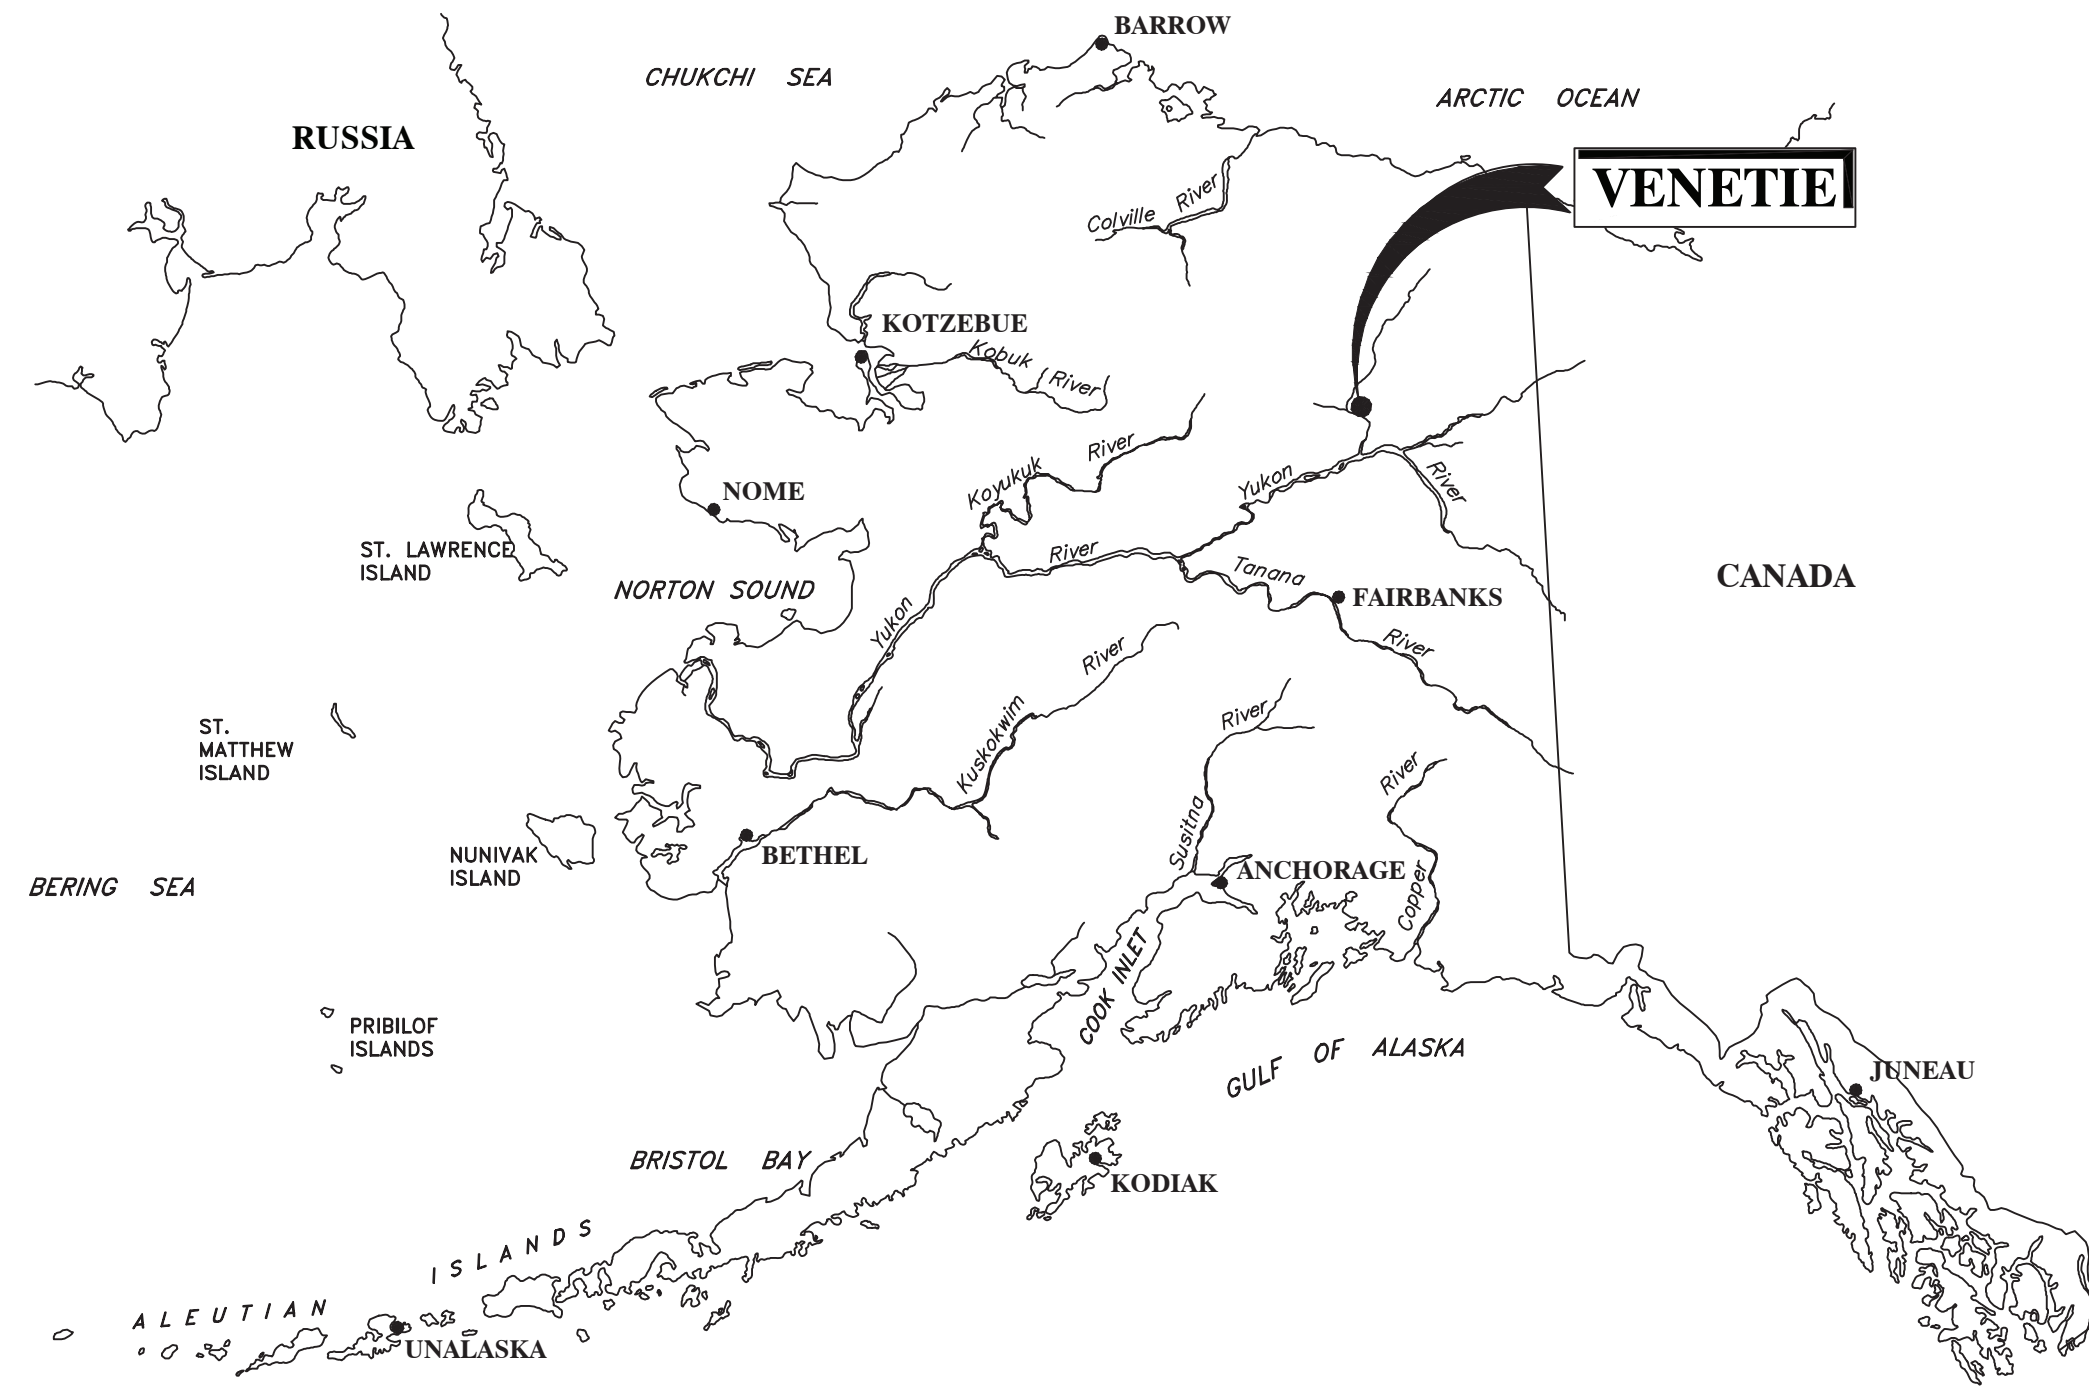 BARROW
CHUKCHI SEA
ARCTIC OCEAN
RUSSIA
VENETIE
Colville River
KOTZEBUE
Kobuk River
Koyukuk River
Yukon River
NOME
ST. LAWRENCE
ISLAND
River
Tanana River
NORTON SOUND
FAIRBANKS
CANADA
Yukon
Kuskokwim River
ST.
MATTHEW
ISLAND
River
Susitna
River
Copper
NUNIVAK
ISLAND
BETHEL
ANCHORAGE
BERING SEA
COOK INLET
PRIBILOF
ISLANDS
GULF OF ALASKA
JUNEAU
BRISTOL BAY
KODIAK
ALEUTIAN ISLANDS
UNALASKA